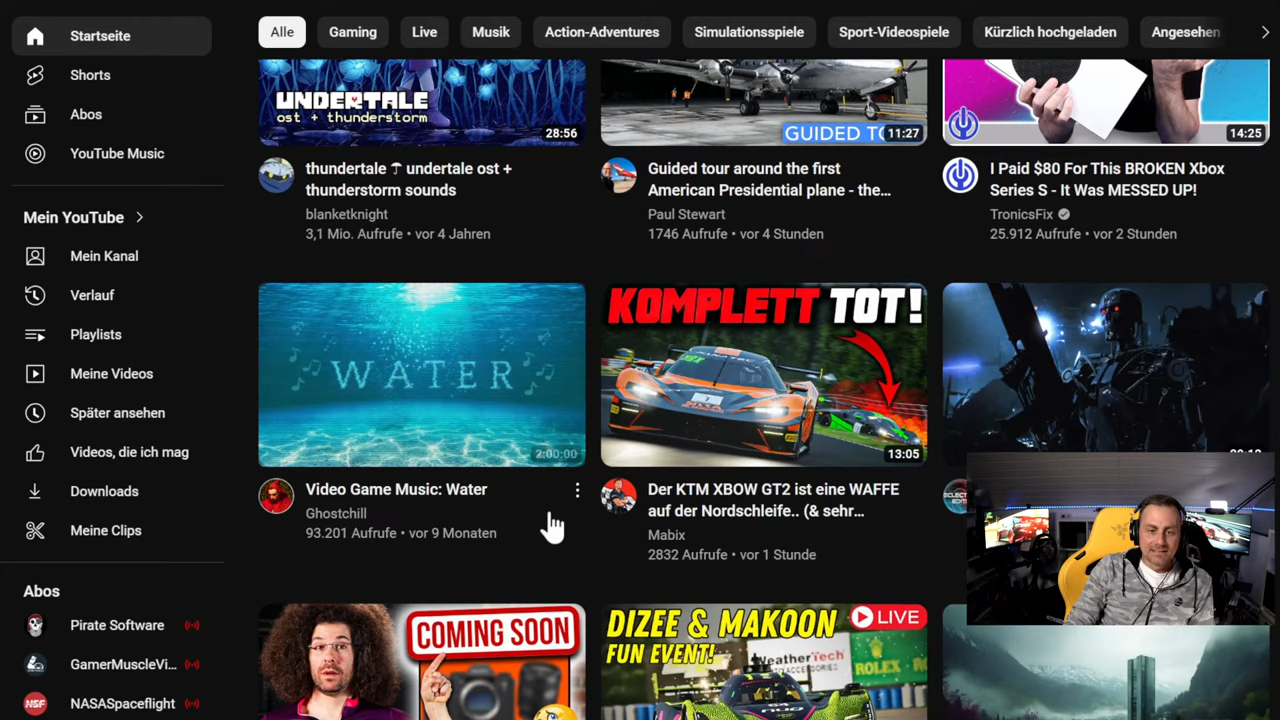 Startseite
Alle
Gaming
Live
Musik
Action-Adventures
Simulationsspiele
Sport-Videospiele
Kürzlich hochgeladen
Angesehen
Shorts
Abos
YouTube Music
Mein YouTube
Mein Kanal
Verlauf
Playlists
Meine Videos
Später ansehen
Videos, die ich mag
Downloads
Meine Clips
Abos
Pirate Software
GamerMuscleVi...
NASASpaceflight
UNDERTALE
ost + thunderstorm
28:56
thundertale ☂ undertale ost +
thunderstorm sounds
blanketknight
3,1 Mio. Aufrufe • vor 4 Jahren
GUIDED TO
11:27
Guided tour around the first
American Presidential plane - the...
Paul Stewart
1746 Aufrufe • vor 4 Stunden
14:25
I Paid $80 For This BROKEN Xbox
Series S - It Was MESSED UP!
TronicsFix
25.912 Aufrufe • vor 2 Stunden
WATER
2:00:00
Video Game Music: Water
Ghostchill
93.201 Aufrufe • vor 9 Monaten
KOMPLETT TOT!
13:05
Der KTM XBOW GT2 ist eine WAFFE
auf der Nordschleife.. (& sehr...
Mabix
2832 Aufrufe • vor 1 Stunde
COMING SOON
DIZEE & MAKOON
FUN EVENT!
LIVE
WeatherTech
ROLEX